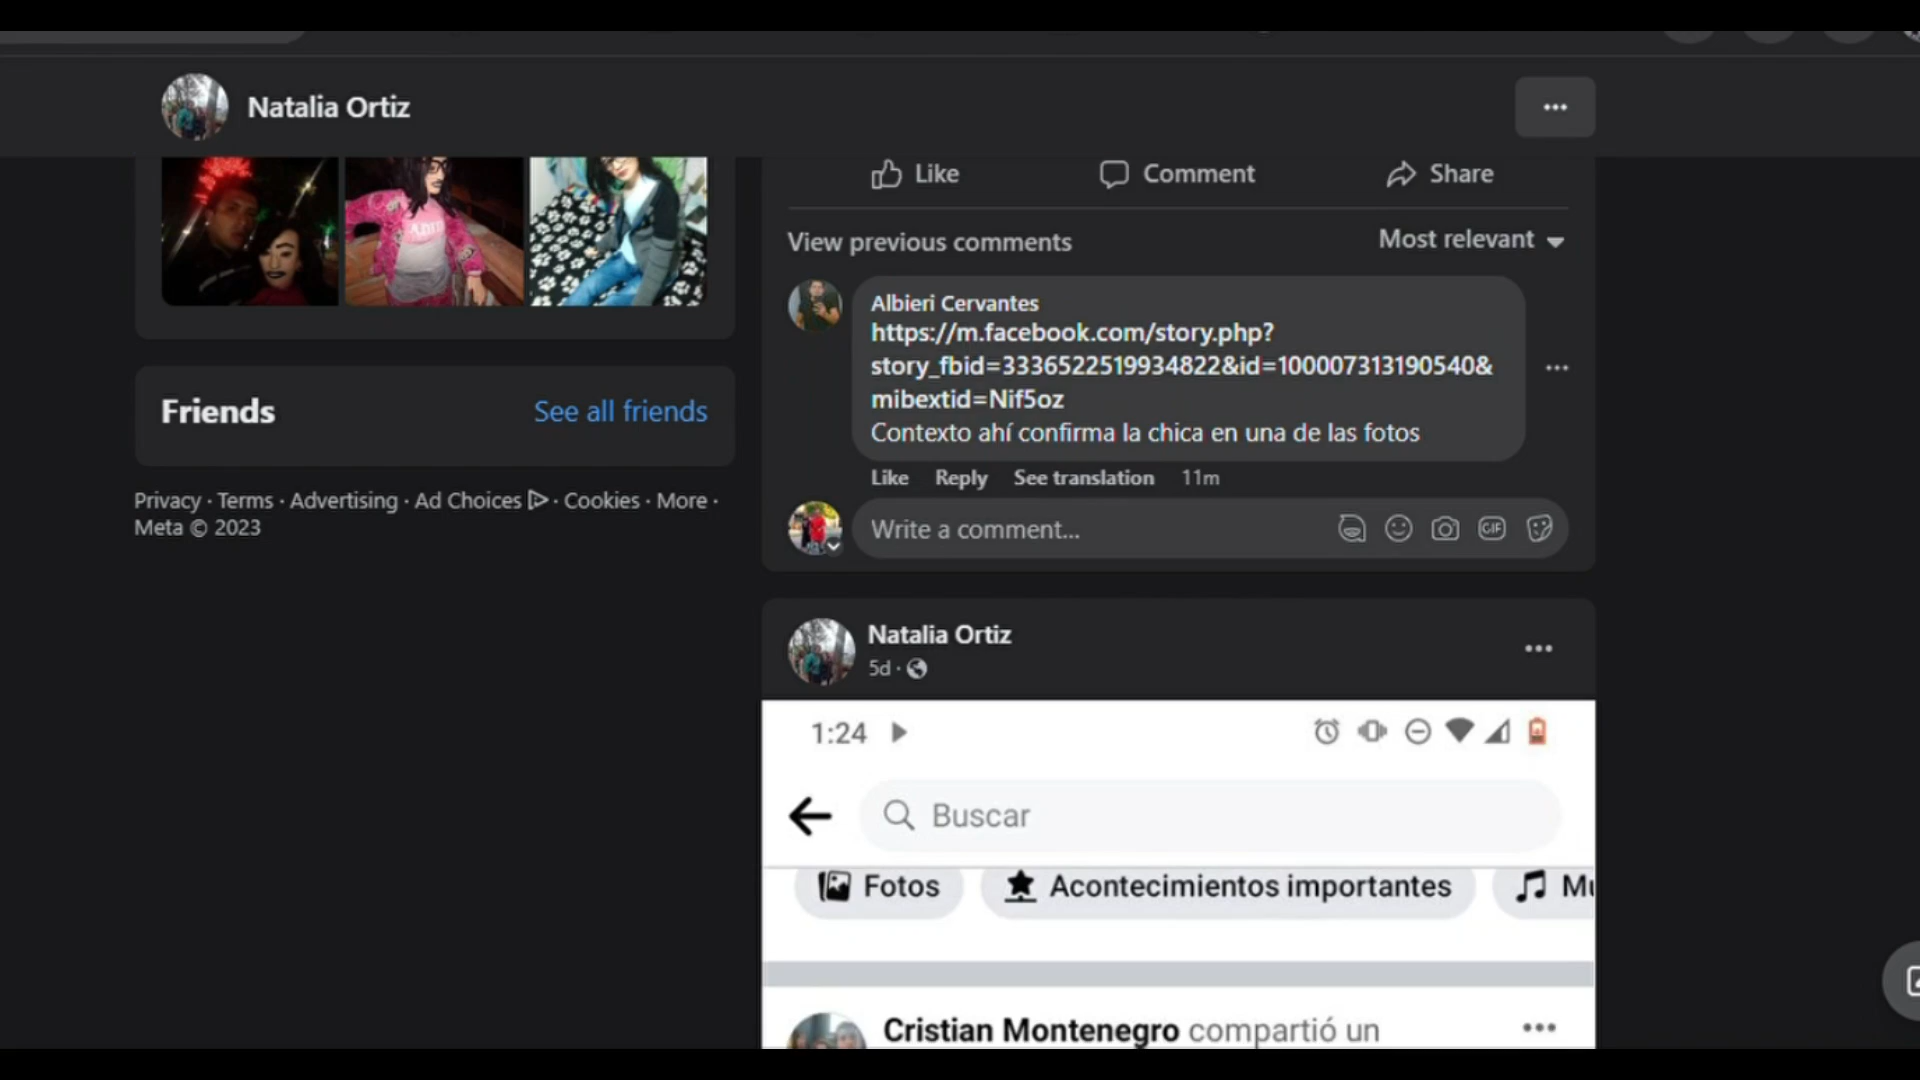 Natalia Ortiz
Like Comment Share
View previous comments
Most relevant
Albieri Cervantes
https://m.facebook.com/story.php?
story_fbid=3336522519934822&id=100007313190540&
mibextid=Nif5oz
Contexto ahí confirma la chica en una de las fotos
Like Reply See translation 11m
Write a comment...
GIF
Friends
See all friends
Privacy · Terms · Advertising · Ad Choices · Cookies · More ·
Meta © 2023
Natalia Ortiz
5d ·
1:24
Buscar
Fotos Acontecimientos importantes
Cristian Montenegro compartió un